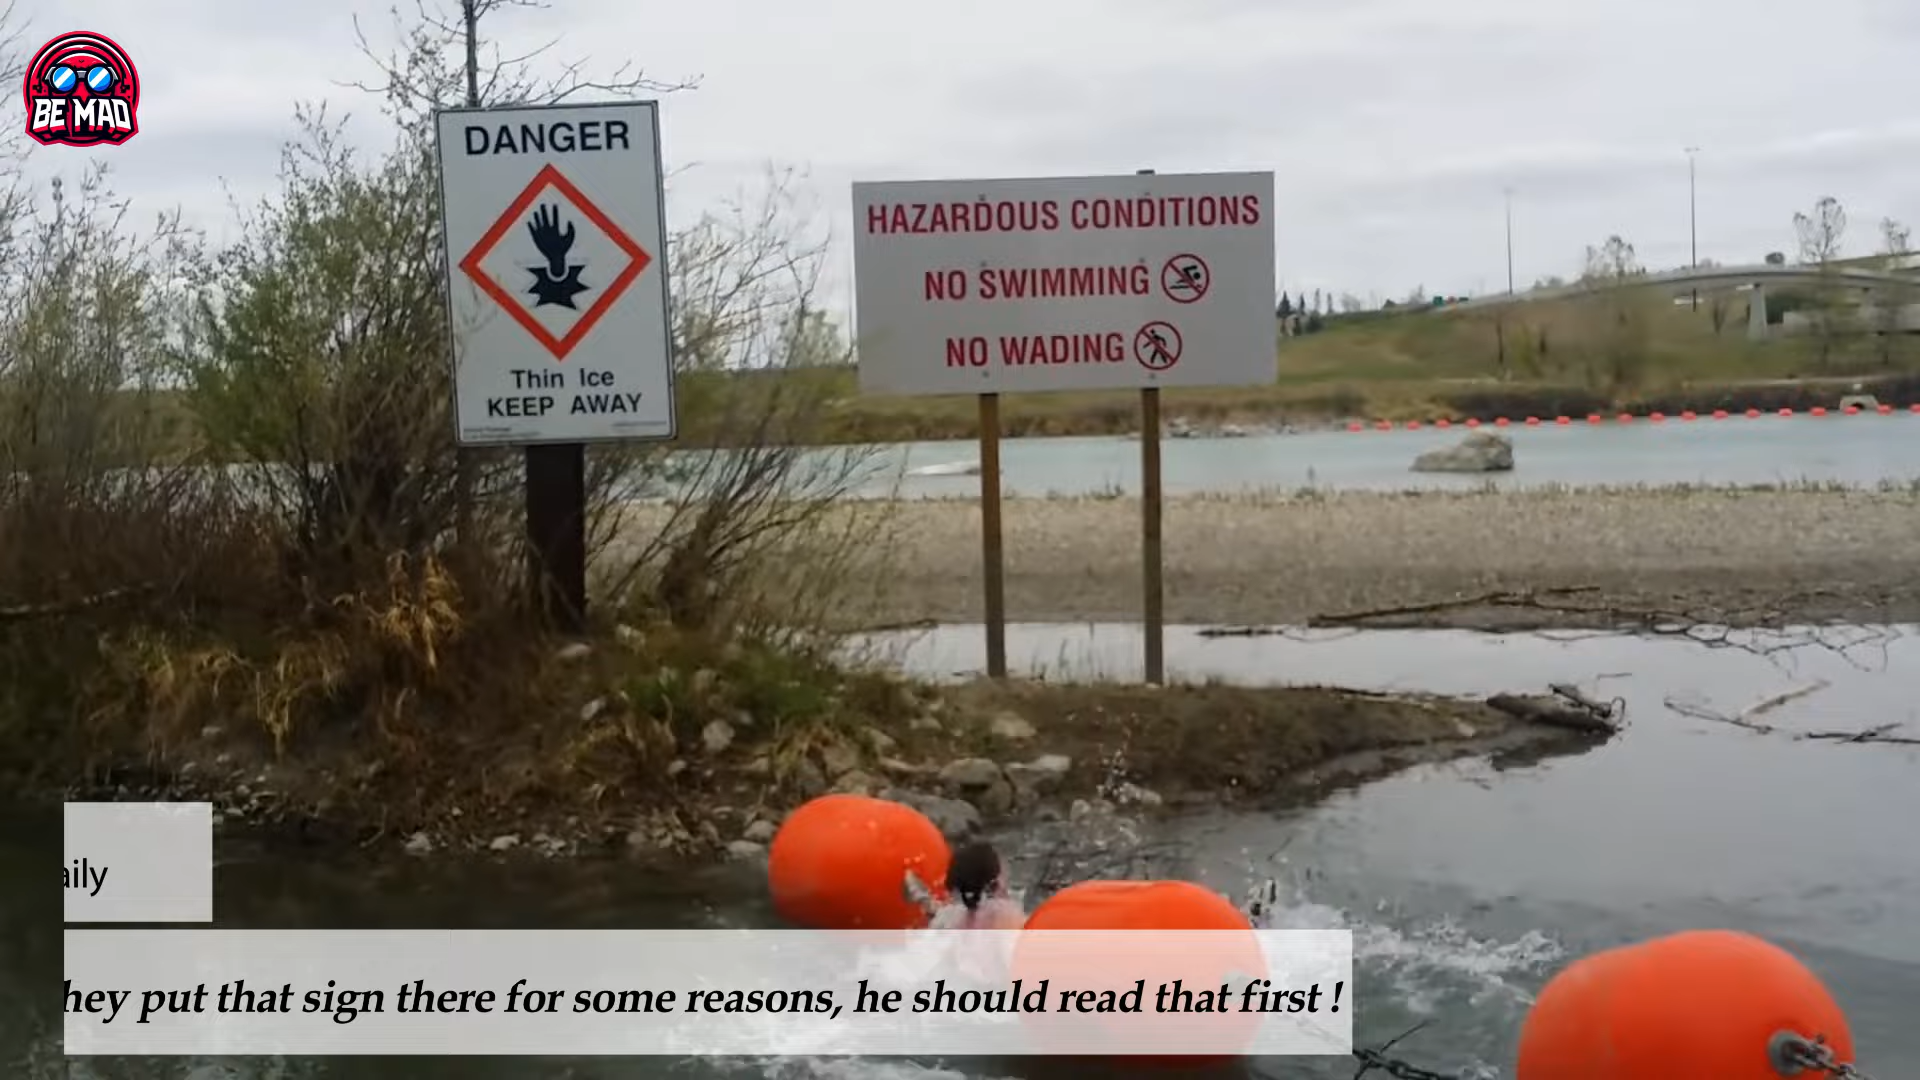 BE MAD
DANGER
Thin Ice
KEEP AWAY
HAZARDOUS CONDITIONS
NO SWIMMING
NO WADING
aily
hey put that sign there for some reasons, he should read that first !